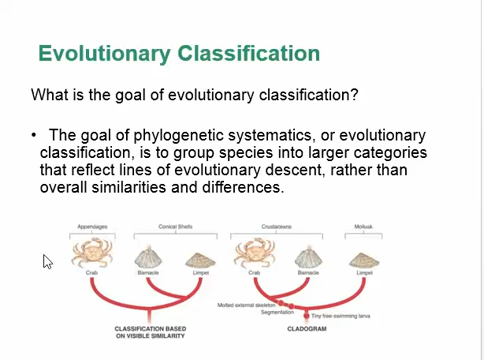 Evolutionary Classification
What is the goal of evolutionary classification?
• The goal of phylogenetic systematics, or evolutionary
classification, is to group species into larger categories
that reflect lines of evolutionary descent, rather than
overall similarities and differences.
Appendages
Conical Shells
Crustaceans
Mollusk
Crab
Barnacle
Limpet
Crab
Barnacle
Limpet
Molted external skeleton
Segmentation
Tiny free-swimming larva
CLASSIFICATION BASED
ON VISIBLE SIMILARITY
CLADOGRAM